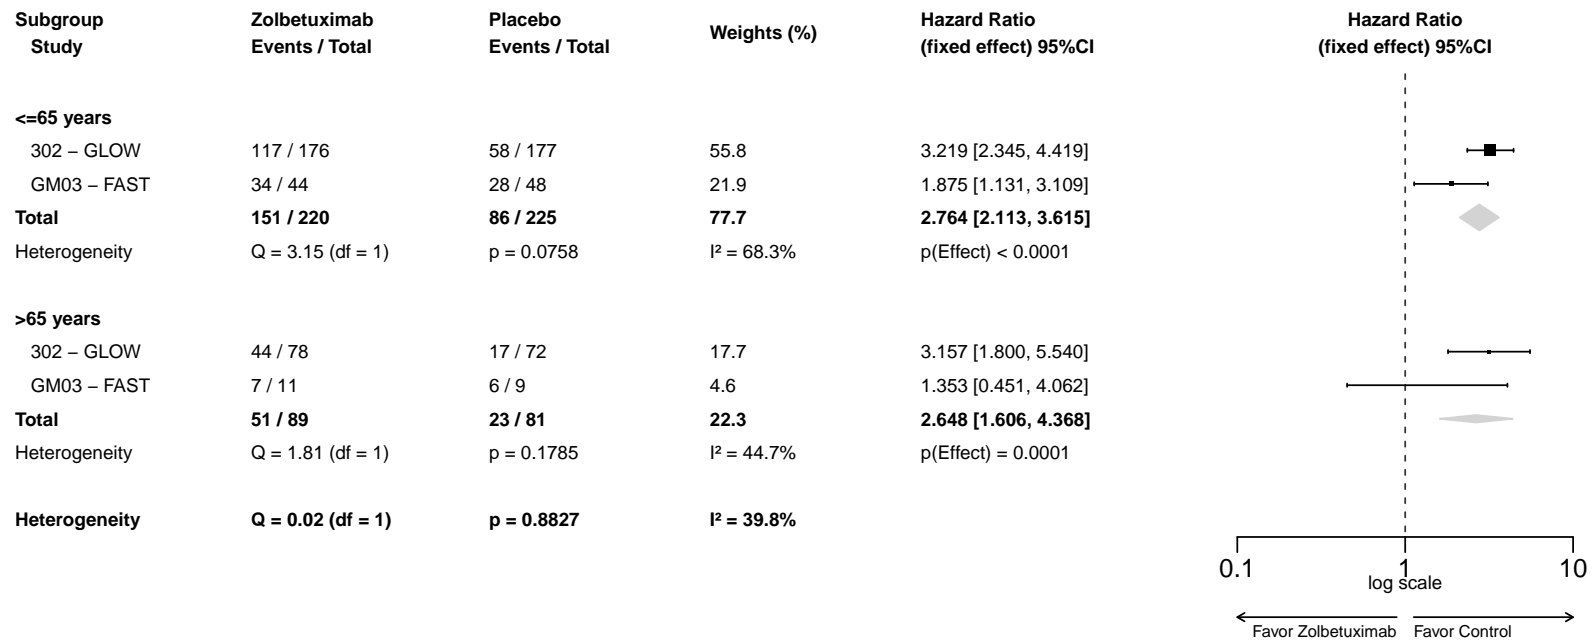 Subgroup Zolbetuximab Placebo Weights (%) Hazard Ratio Hazard Ratio
Study Events / Total Events / Total (fixed effect) 95%CI (fixed effect) 95%CI
<=65 years
302 – GLOW 117 / 176 58 / 177 55.8 3.219 [2.345, 4.419]
GM03 – FAST 34 / 44 28 / 48 21.9 1.875 [1.131, 3.109]
Total 151 / 220 86 / 225 77.7 2.764 [2.113, 3.615]
Heterogeneity Q = 3.15 (df = 1) p = 0.0758 I² = 68.3% p(Effect) < 0.0001
>65 years
302 – GLOW 44 / 78 17 / 72 17.7 3.157 [1.800, 5.540]
GM03 – FAST 7 / 11 6 / 9 4.6 1.353 [0.451, 4.062]
Total 51 / 89 23 / 81 22.3 2.648 [1.606, 4.368]
Heterogeneity Q = 1.81 (df = 1) p = 0.1785 I² = 44.7% p(Effect) = 0.0001
Heterogeneity Q = 0.02 (df = 1) p = 0.8827 I² = 39.8%
0.1 1 10
log scale
Favor Zolbetuximab Favor Control